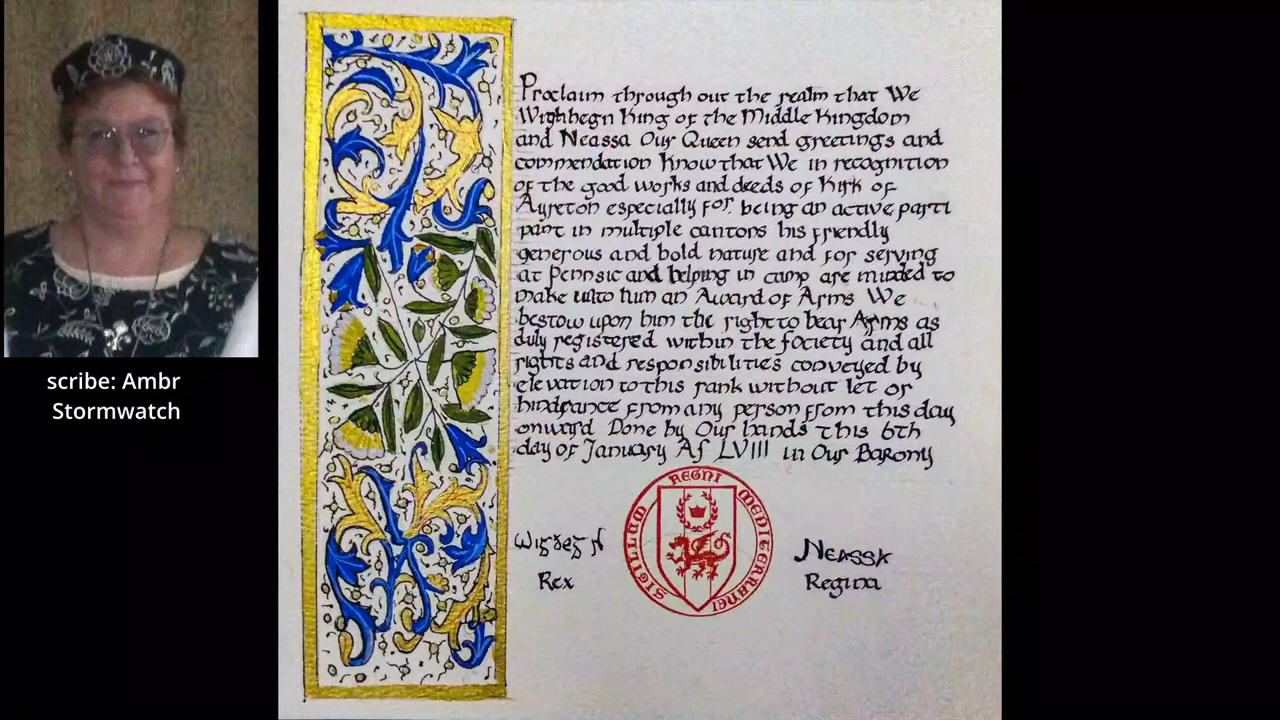 scribe: Ambr
Stormwatch
Proclaim through out the realm that We
Wighdegn King of the Middle Kingdom
and Neassa Our Queen send greetings and
commendation Know that We in recognition
of the good works and deeds of Kirk of
Ayreton especially for being an active parti
pant in multiple cantons his friendly
generous and bold nature and for serving
at Pennsic and helping in camp are minded to
make unto him an Award of Arms We
bestow upon him the right to bear Arms as
duly registered within the Society and all
rights and responsibilities conveyed by
elevation to this rank without let or
hindrance from any person from this day
onward Done by Our hands this 6th
day of January AS LVIII in Our Barony
SIGILLUM REGNI MEDITERRANEI
Rex
Neassa
Regina